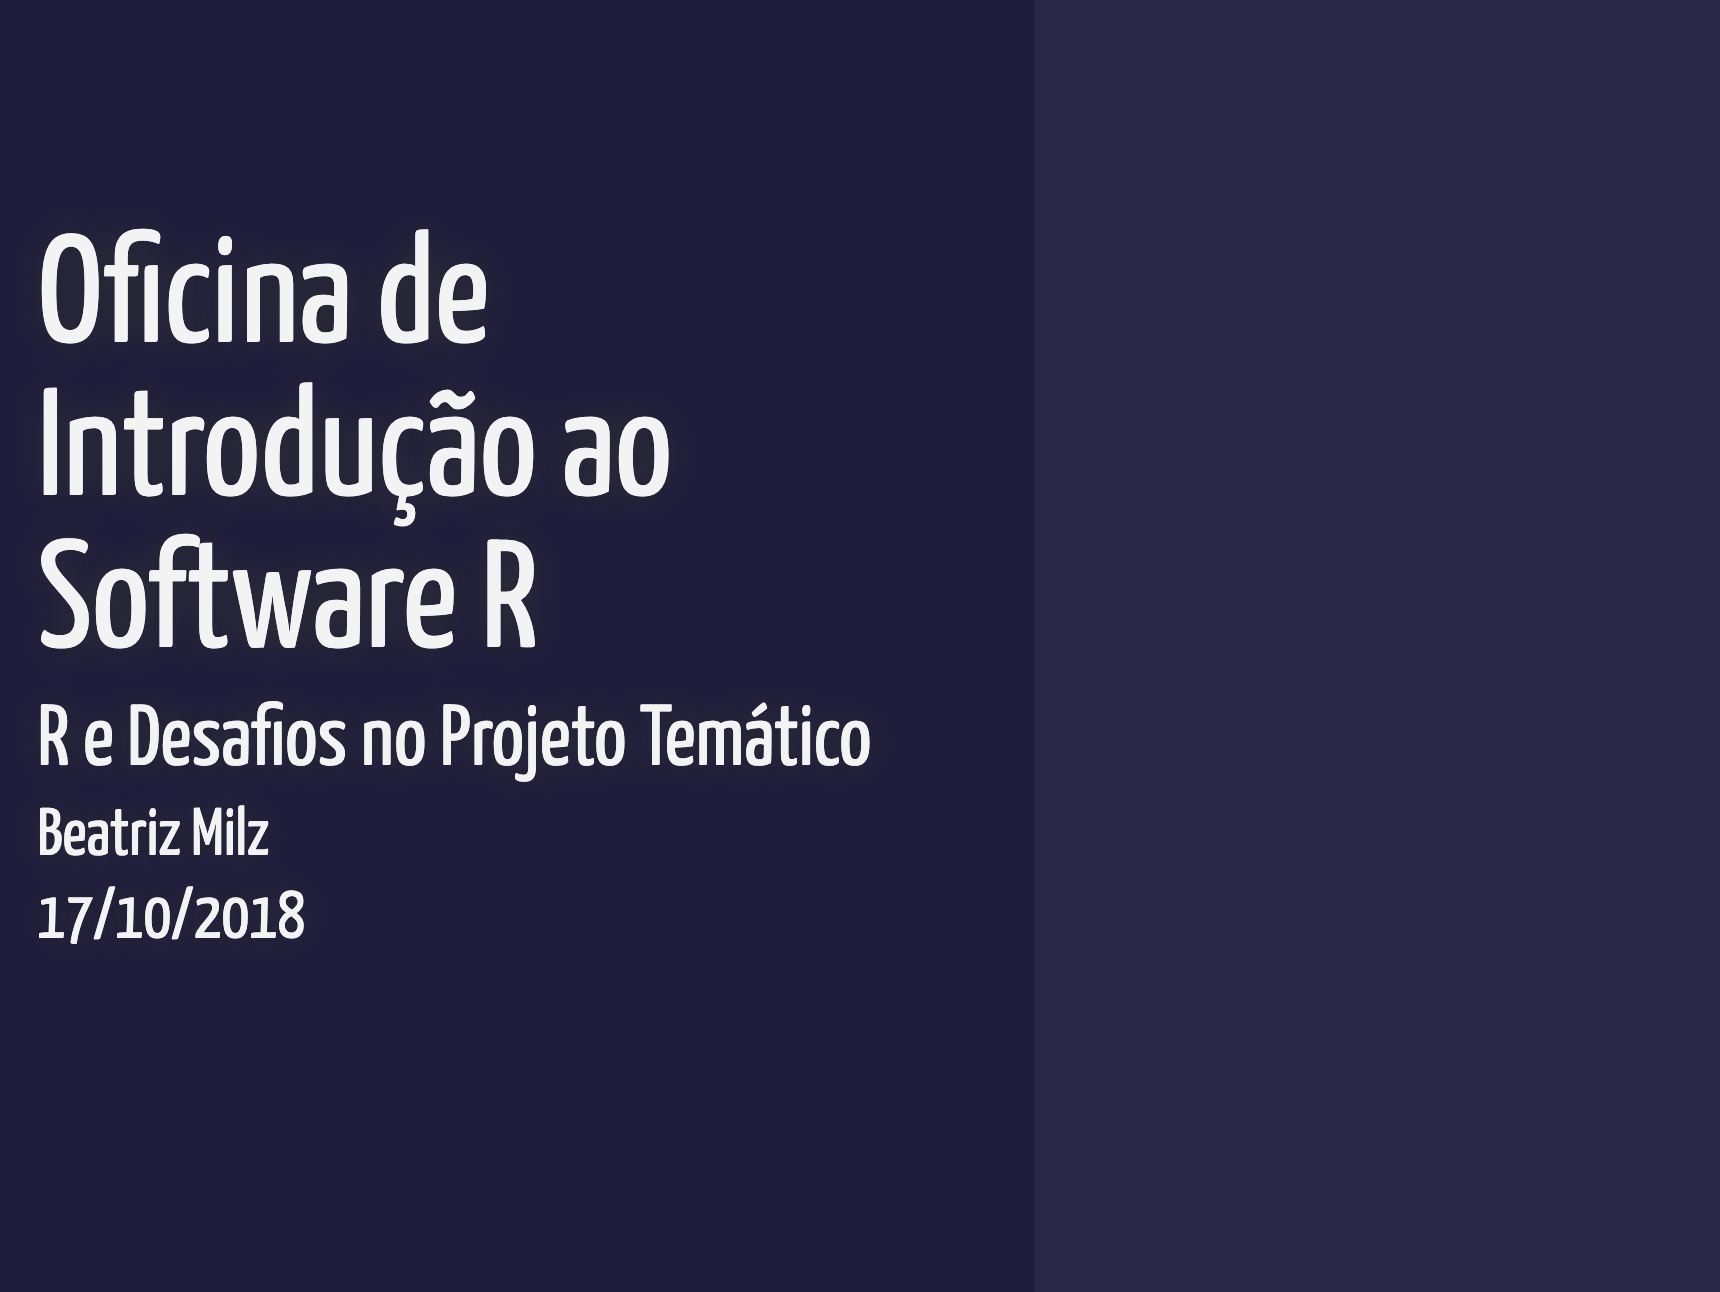 Oficina de
Introdução ao
Software R
R e Desafios no Projeto Temático
Beatriz Milz
17/10/2018